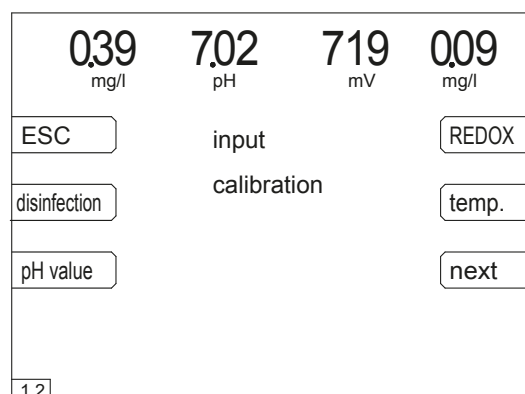 0.39 7.02 719 0.09
mg/l pH mV mg/l
ESC input REDOX
calibration
disinfection temp.
pH value next
1.2